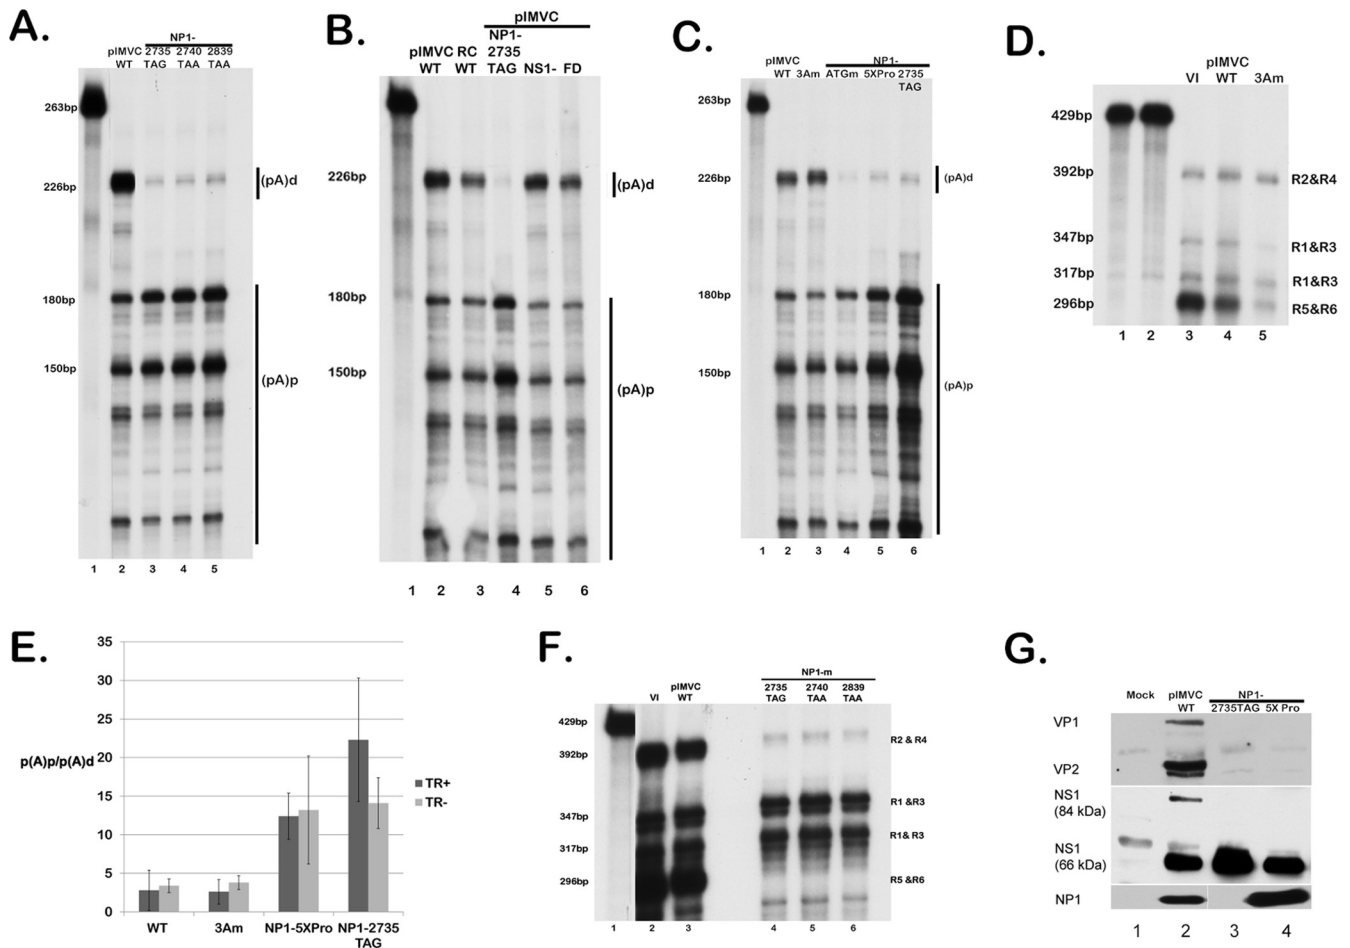 A.
NP1-
pIMVC 2735 2740 2839
WT TAG TAA TAA
263bp
226bp
180bp
150bp
(pA)d
(pA)p
1 2 3 4 5
B.
pIMVC
NP1-
pIMVC RC 2735
WT WT TAG NS1- FD
226bp
180bp
150bp
(pA)d
(pA)p
1 2 3 4 5 6
C.
pIMVC NP1-
WT 3Am ATGm 5XPro 2735
TAG
263bp
226bp
180bp
150bp
(pA)d
(pA)p
1 2 3 4 5 6
D.
pIMVC
VI WT 3Am
429bp
392bp
347bp
317bp
296bp
R2&R4
R1&R3
R1&R3
R5&R6
1 2 3 4 5
E.
35
30
25
20
15
10
5
0
p(A)p/p(A)d
TR+
TR-
WT 3Am NP1-5XPro NP1-2735
TAG
F.
NP1-m
pIMVC 2735 2740 2839
VI WT TAG TAA TAA
429bp
392bp
347bp
317bp
296bp
R2 & R4
R1 &R3
R1& R3
R5 &R6
1 2 3 4 5 6
G.
Mock pIMVC NP1-
WT 2735TAG 5X Pro
VP1
VP2
NS1
(84 kDa)
NS1
(66 kDa)
NP1
1 2 3 4